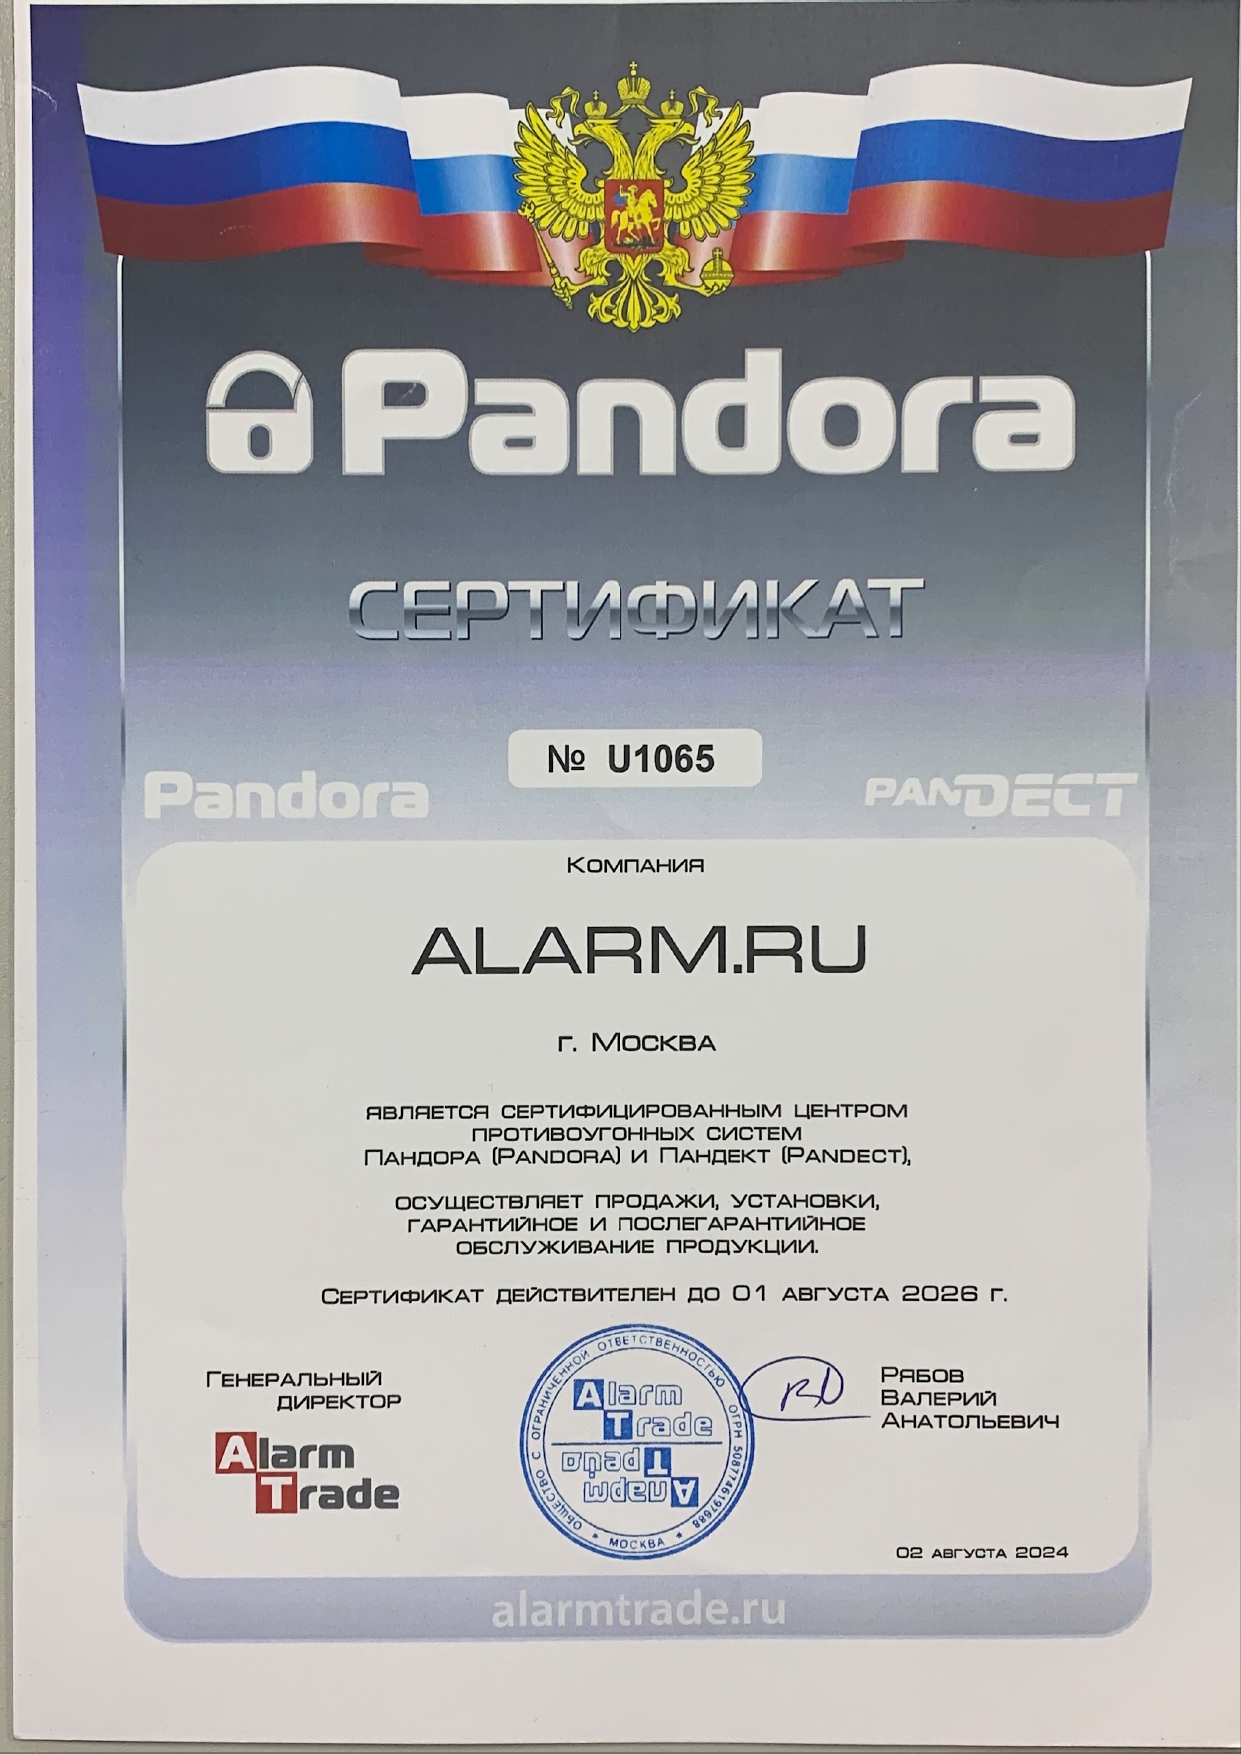 Pandora
СЕРТИФИКАТ
№ U1065
Pandora
PANDECT
Компания
ALARM.RU
г. Москва
является сертифицированным центром
противоугонных систем
Пандора (Pandora) и Пандект (Pandect),
осуществляет продажи, установки,
гарантийное и послегарантийное
обслуживание продукции.
Сертификат действителен до 01 августа 2026 г.
Генеральный
директор
Alarm
Trade
ОБЩЕСТВО С ОГРАНИЧЕННОЙ ОТВЕТСТВЕННОСТЬЮ ОГРН 5087746197688
Alarm
Trade
Трейд
Аларм
* МОСКВА *
Рябов
Валерий
Анатольевич
02 августа 2024
alarmtrade.ru